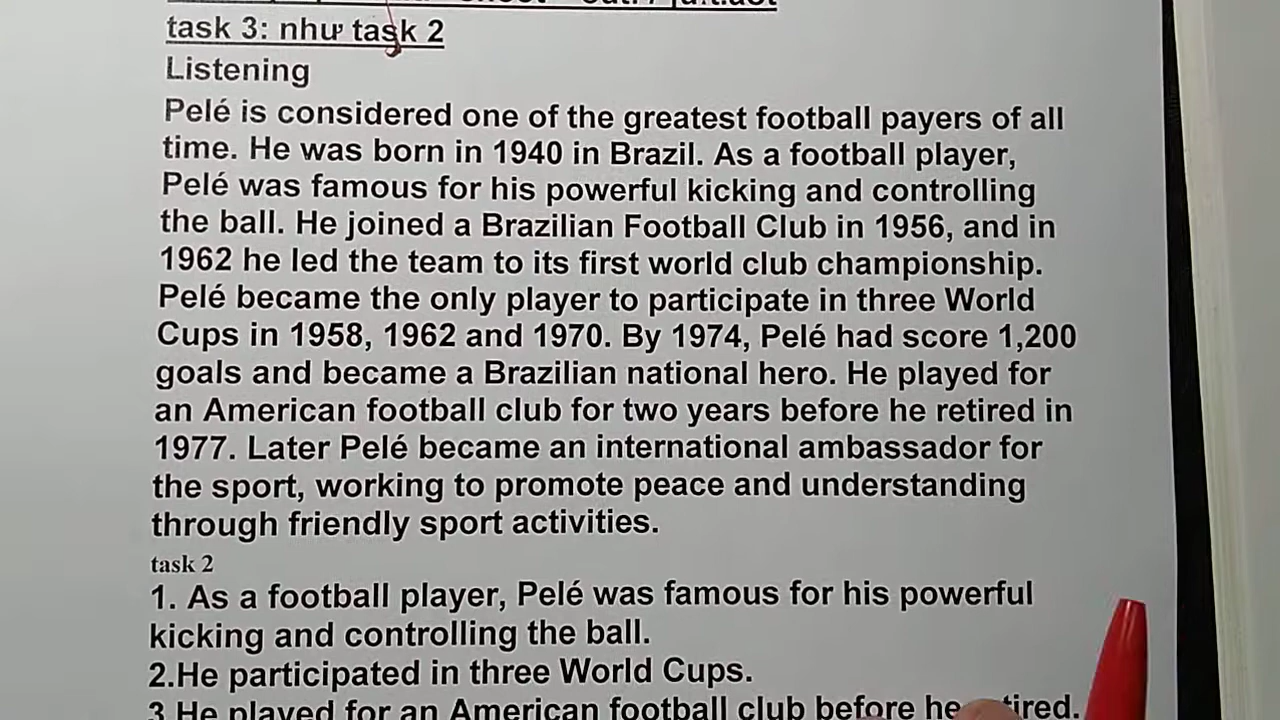 task 3: như task 2
Listening
Pelé is considered one of the greatest football payers of all
time. He was born in 1940 in Brazil. As a football player,
Pelé was famous for his powerful kicking and controlling
the ball. He joined a Brazilian Football Club in 1956, and in
1962 he led the team to its first world club championship.
Pelé became the only player to participate in three World
Cups in 1958, 1962 and 1970. By 1974, Pelé had score 1,200
goals and became a Brazilian national hero. He played for
an American football club for two years before he retired in
1977. Later Pelé became an international ambassador for
the sport, working to promote peace and understanding
through friendly sport activities.
task 2
1. As a football player, Pelé was famous for his powerful
kicking and controlling the ball.
2.He participated in three World Cups.
3.He played for an American football club before he